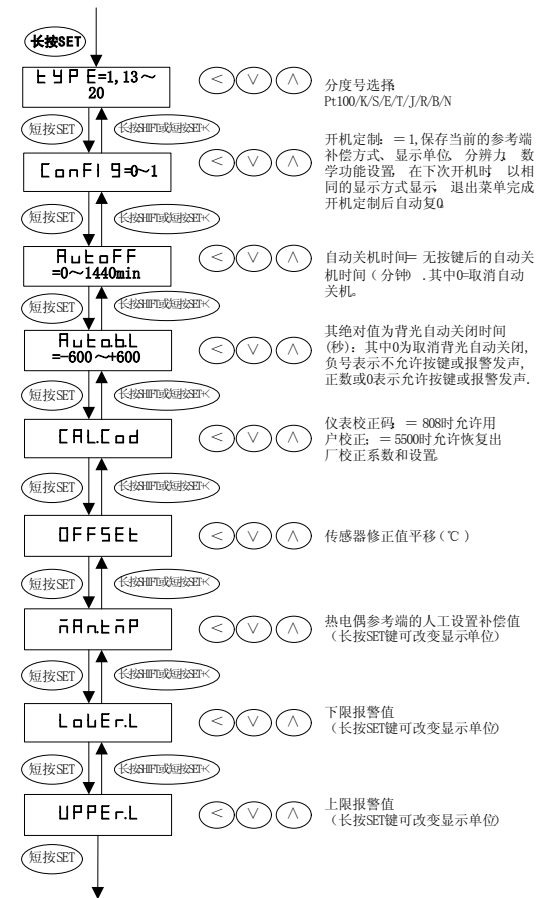 长按SET
tYPE=1, 13～
20
< ∨ ∧
分度号选择
Pt100/K/S/E/T/J/R/B/N
短按SET
长按SHIFT或短按SET+<
ConFIg=0～1
< ∨ ∧
开机定制: = 1,保存当前的参考端
补偿方式、显示单位、分辨力、数
学功能设置, 在下次开机时, 以相
同的显示方式显示, 退出菜单完成
开机定制后自动复0.
短按SET
长按SHIFT或短按SET+<
AutoFF
=0～1440min
< ∨ ∧
自动关机时间= 无按键后的自动关
机时间（分钟）.其中0=取消自动
关机。
短按SET
长按SHIFT或短按SET+<
AutobL
=-600～+600
< ∨ ∧
其绝对值为背光自动关闭时间
(秒)：其中0为取消背光自动关闭,
负号表示不允许按键或报警发声,
正数或0表示允许按键或报警发声.
短按SET
长按SHIFT或短按SET+<
CAL.Cod
< ∨ ∧
仪表校正码, = 808时允许用
户校正; = 5500时允许恢复出
厂校正系数和设置.
短按SET
长按SHIFT或短按SET+<
OFFSEt
< ∨ ∧
传感器修正值平移(℃ )
短按SET
长按SHIFT或短按SET+<
mAn.tmP
< ∨ ∧
热电偶参考端的人工设置补偿值
（长按SET键可改变显示单位）
短按SET
长按SHIFT或短按SET+<
LoWEr.L
< ∨ ∧
下限报警值
（长按SET键可改变显示单位）
短按SET
长按SHIFT或短按SET+<
UPPEr.L
< ∨ ∧
上限报警值
（长按SET键可改变显示单位）
短按SET